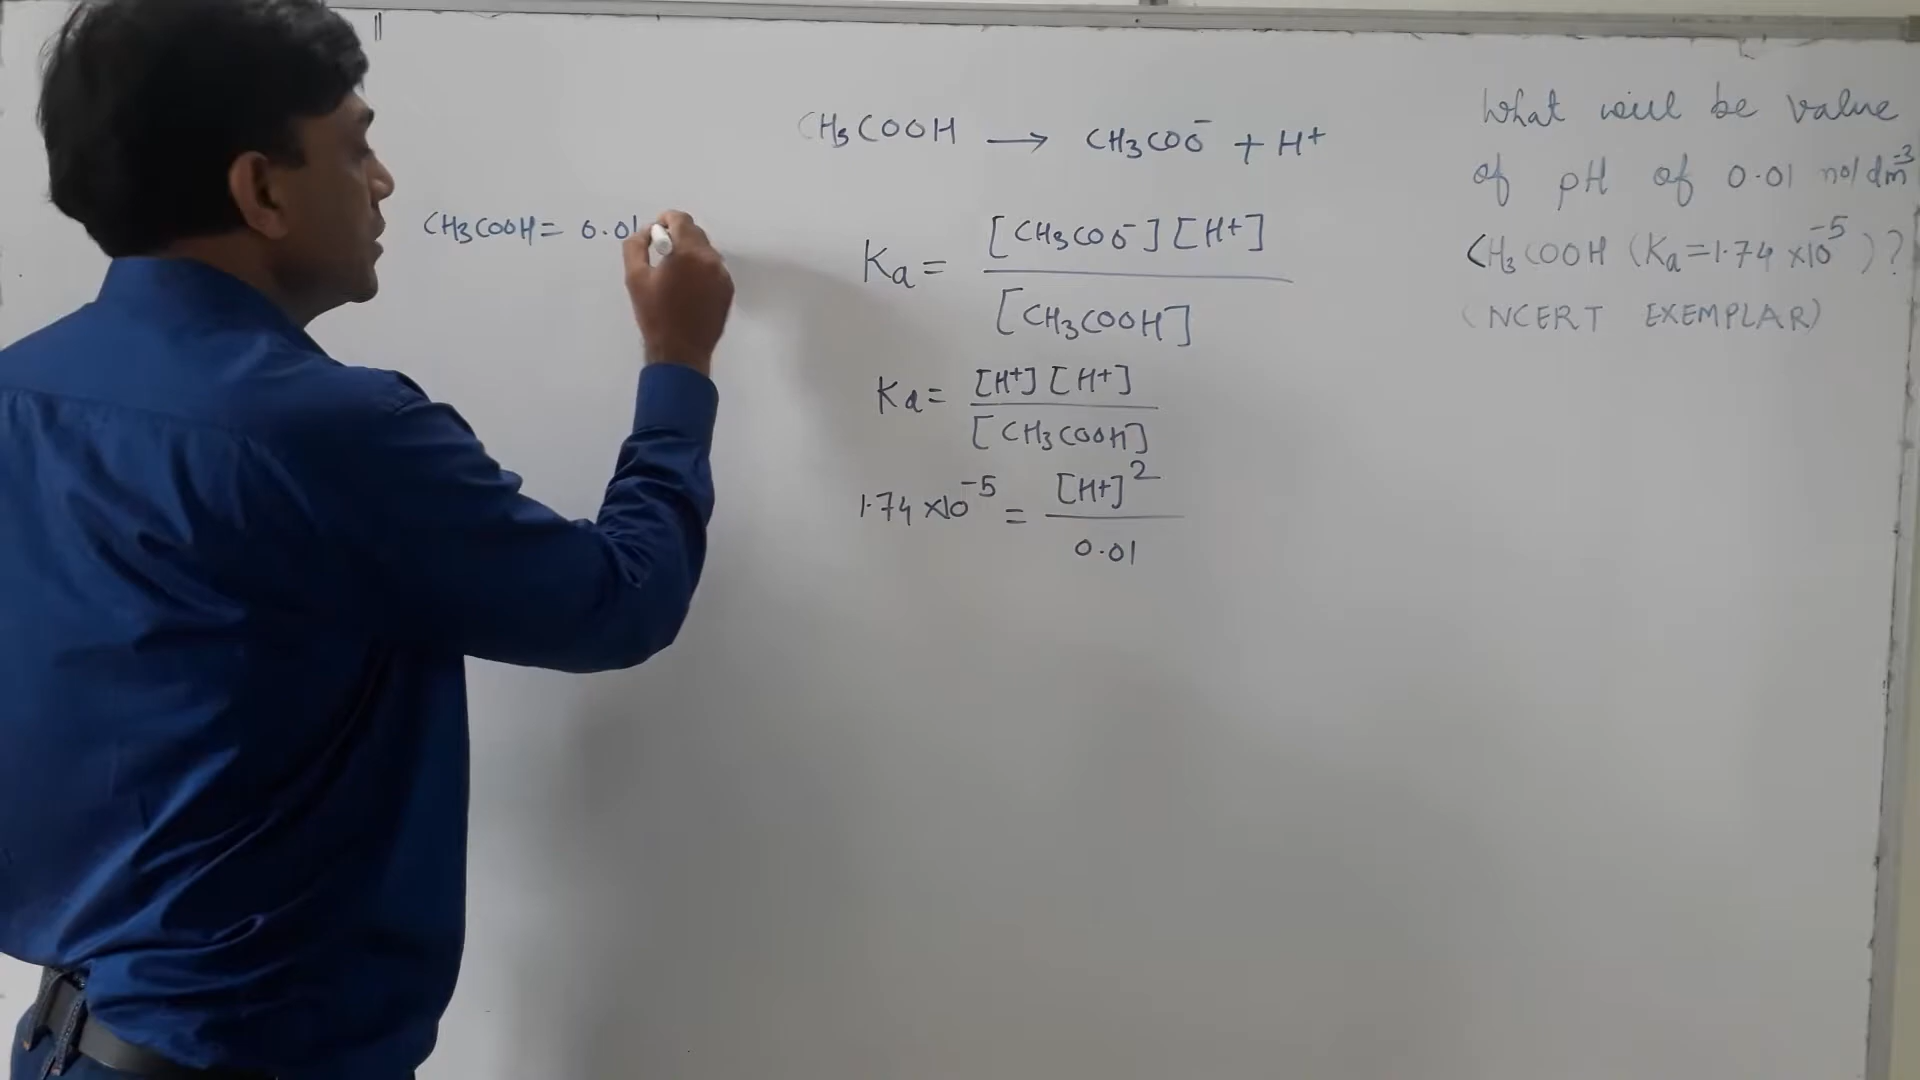 CH3COOH ⟶ CH3COO⁻ + H⁺
CH3COOH = 0.01
Ka = [CH3COO⁻] [H⁺]
[CH3COOH]
Ka = [H⁺] [H⁺]
[CH3COOH]
1.74 ×10⁻⁵ = [H⁺]²
0.01
What will be value
of pH of 0.01 mol dm⁻³
CH3COOH (Ka = 1.74 ×10⁻⁵) ?
(NCERT EXEMPLAR)